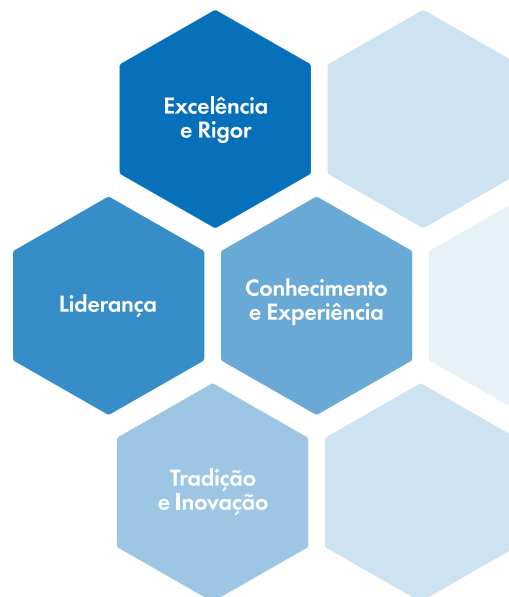 Excelência
e Rigor
Liderança
Conhecimento
e Experiência
Tradição
e Inovação